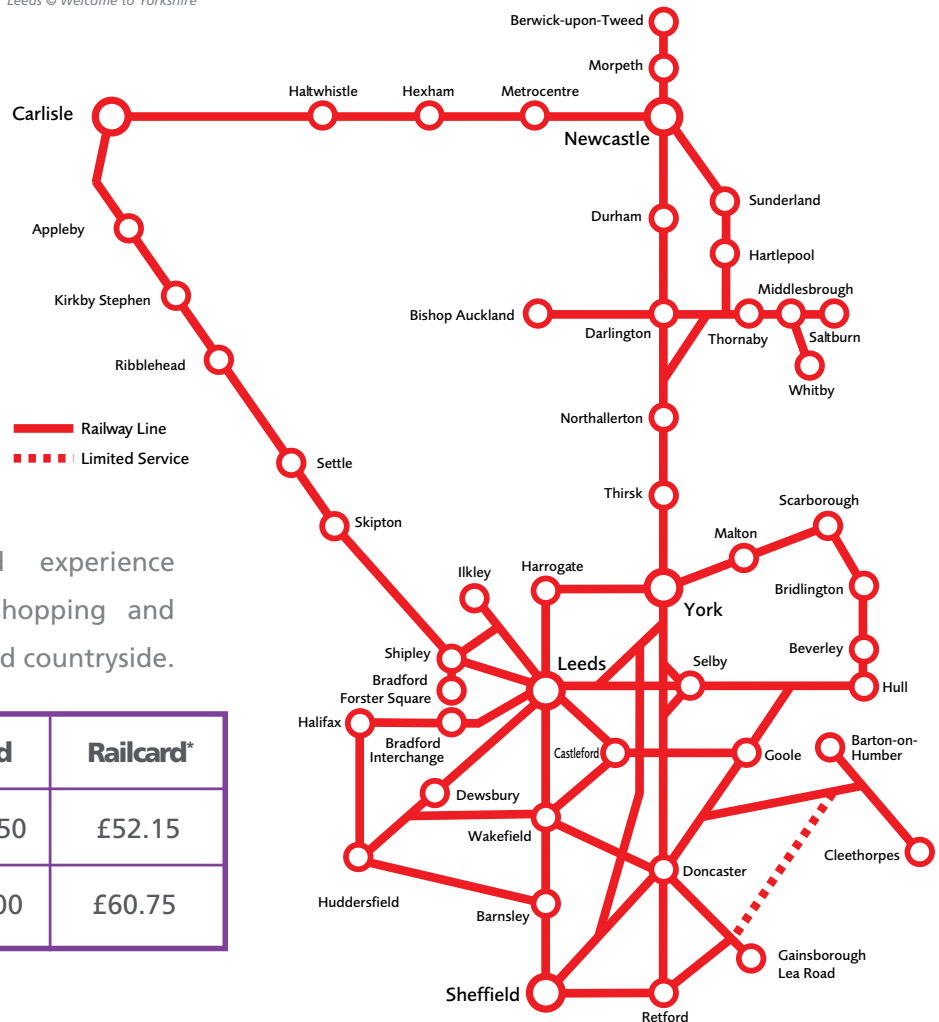 Leeds © Welcome to Yorkshire
Berwick-upon-Tweed
Morpeth
Haltwhistle
Hexham
Metrocentre
Carlisle
Newcastle
Sunderland
Durham
Appleby
Hartlepool
Middlesbrough
Kirkby Stephen
Bishop Auckland
Darlington
Thornaby
Saltburn
Ribblehead
Whitby
Northallerton
Railway Line
Limited Service
Settle
Thirsk
Scarborough
Skipton
Malton
experience
shopping and
d countryside.
Harrogate
Ilkley
Bridlington
York
Shipley
Leeds
Selby
Beverley
Bradford
Forster Square
Hull
Halifax
Bradford
Interchange
Castleford
Goole
Barton-on-
Humber
d
Railcard*
Dewsbury
50
£52.15
Wakefield
Cleethorpes
Doncaster
00
£60.75
Huddersfield
Barnsley
Gainsborough
Lea Road
Sheffield
Retford